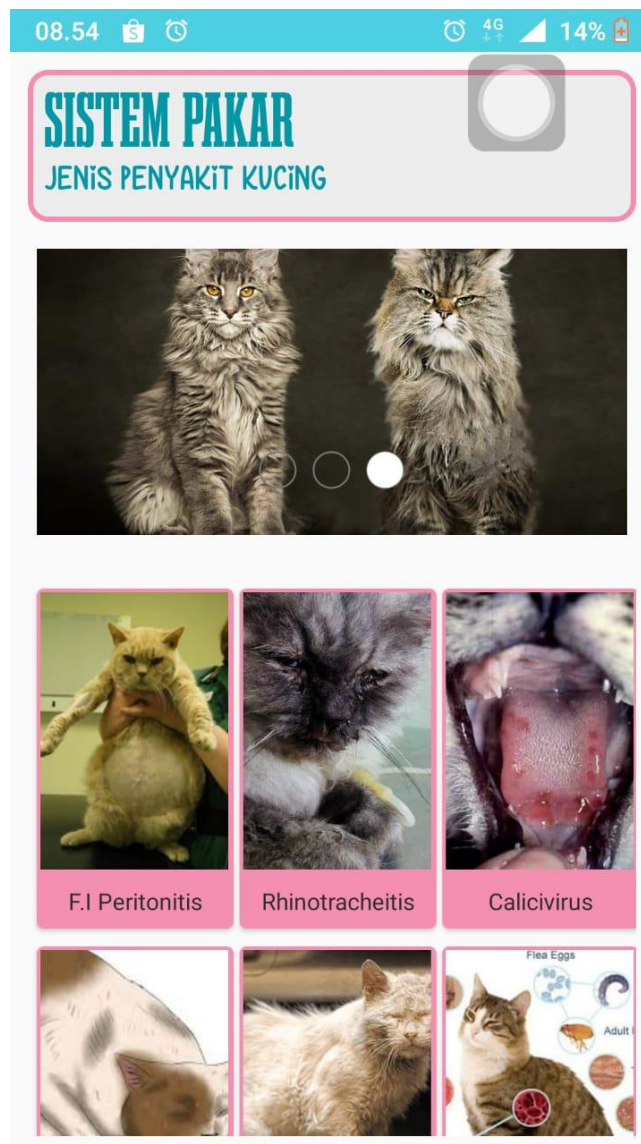 08.54
4G
14%
SISTEM PAKAR
JENIS PENYAKIT KUCING
F.I Peritonitis
Rhinotracheitis
Calicivirus
Flea Eggs
Adult